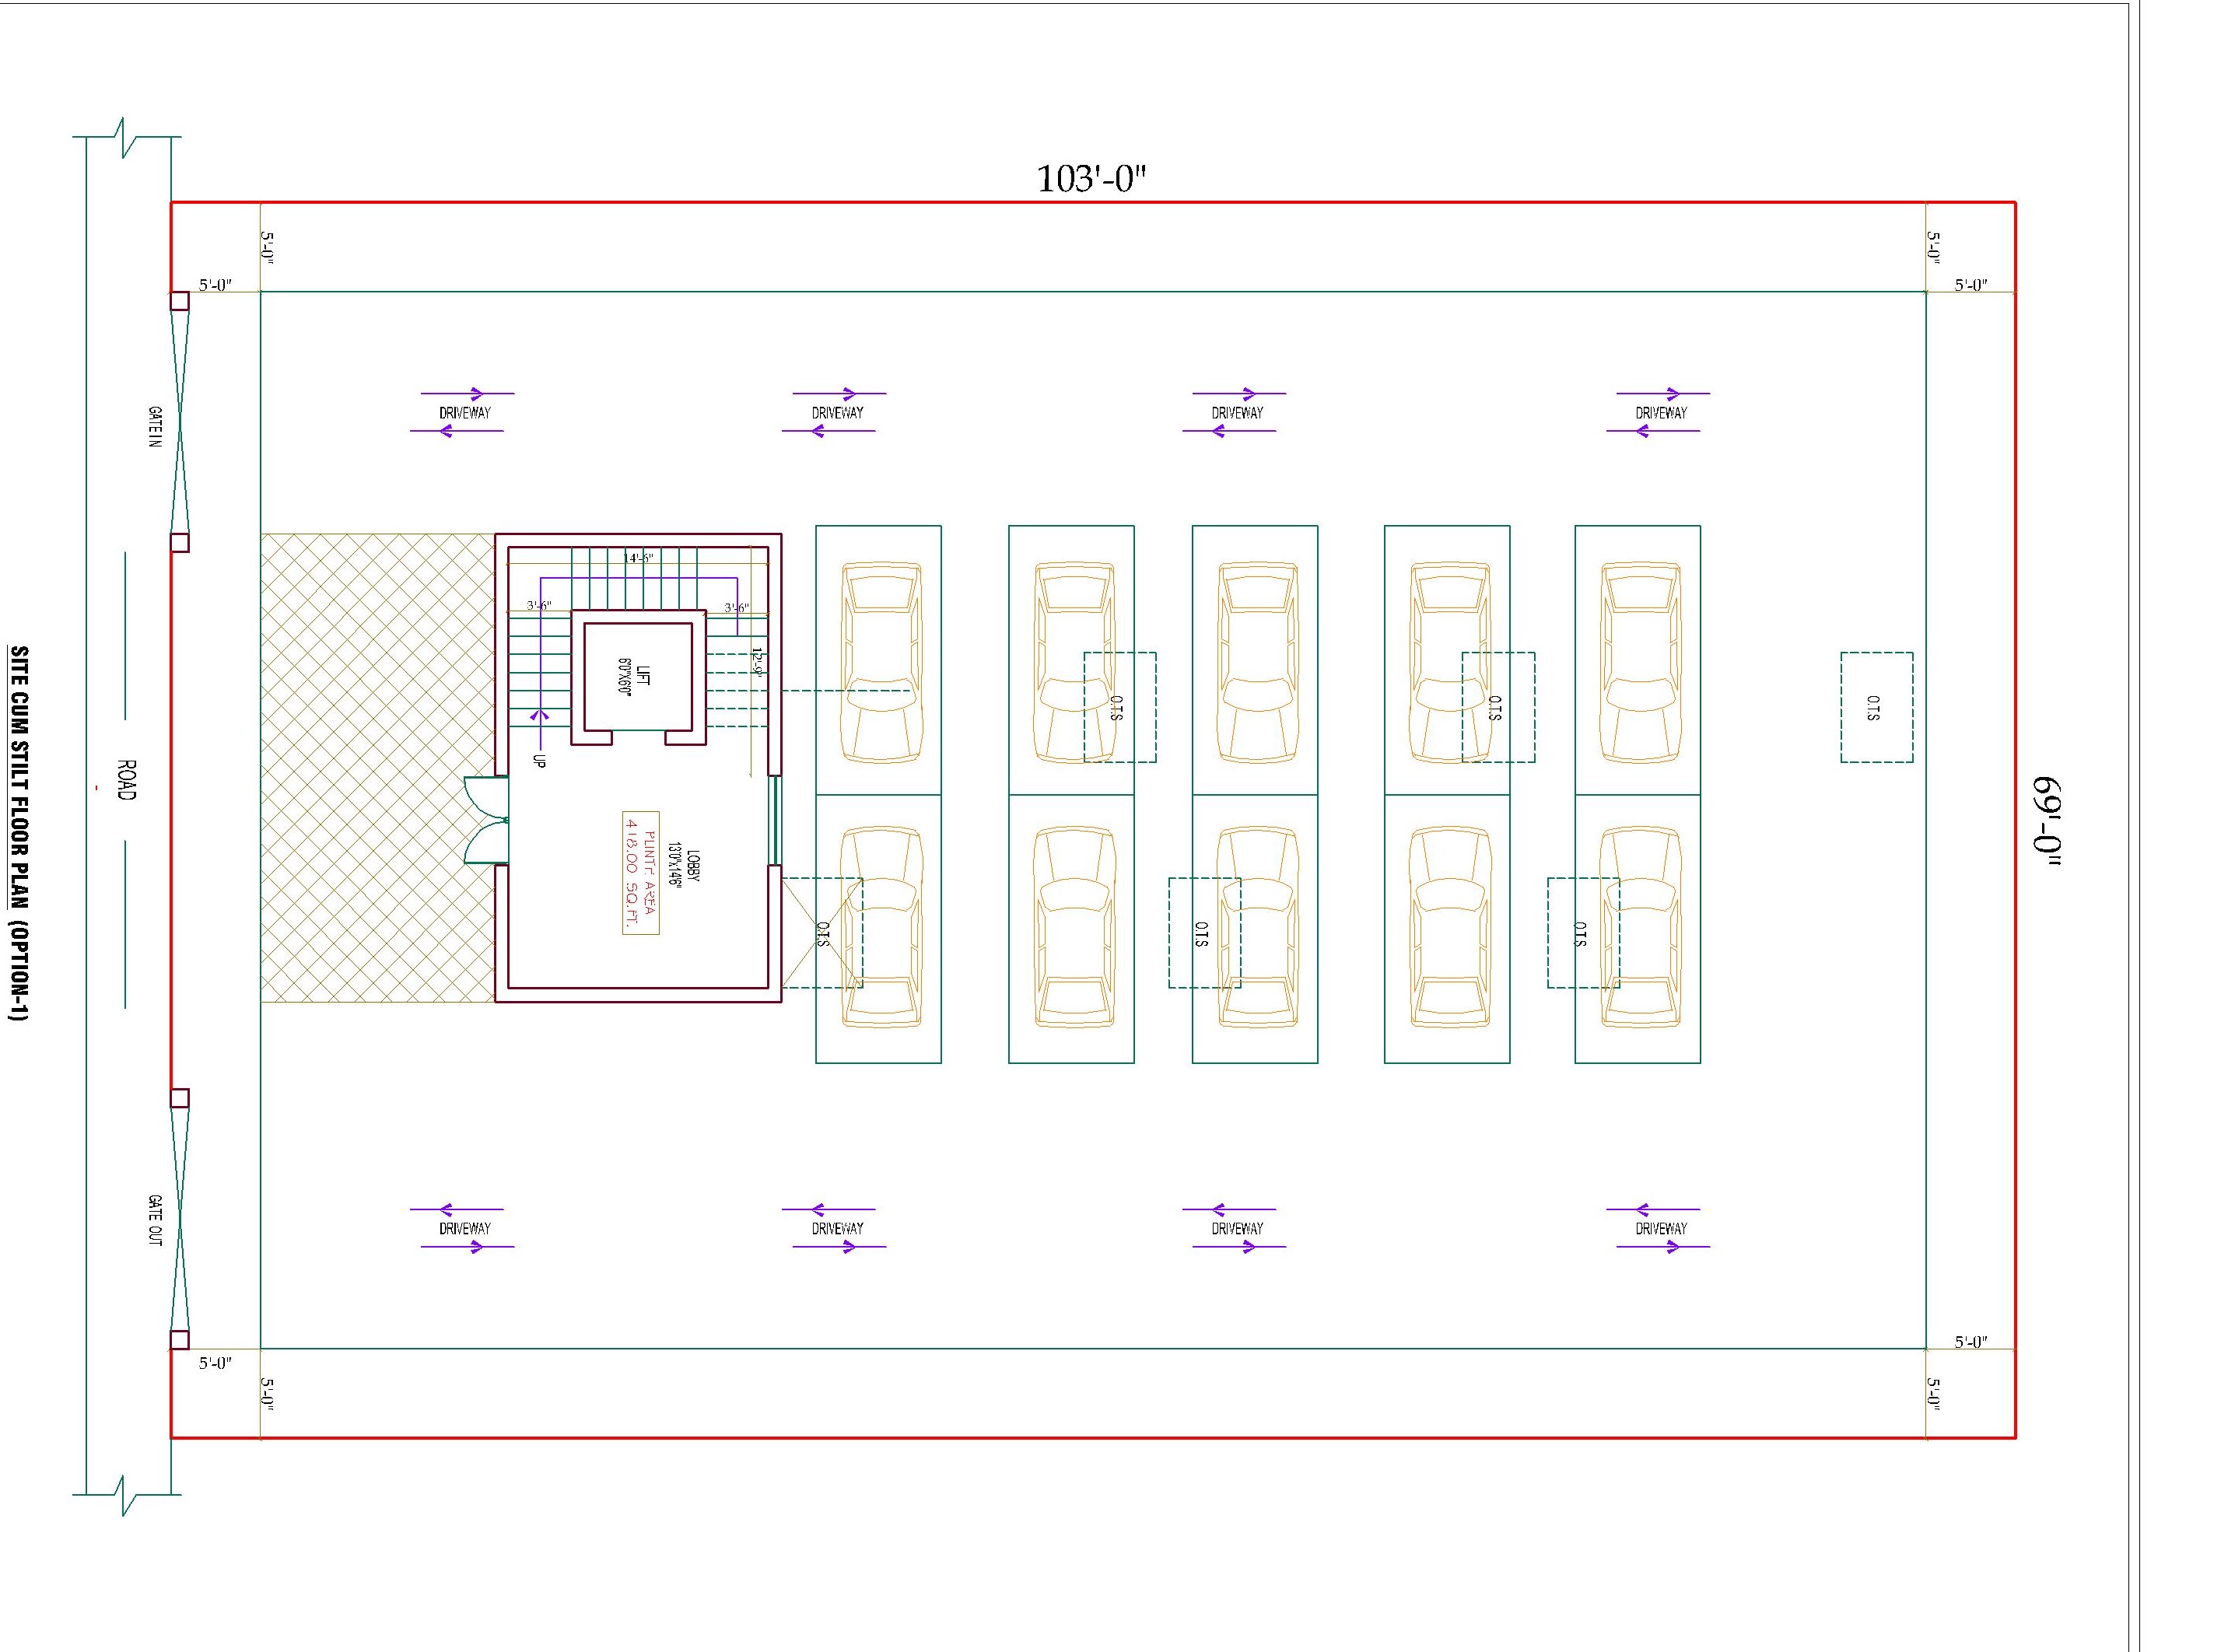 103'-0"
5'-0"
5'-0"
5'-0"
5'-0"
DRIVEWAY
DRIVEWAY
DRIVEWAY
DRIVEWAY
GATE IN
14'-6"
3'-6"
3'-6"
12'-9"
LIFT
6'0"X6'0"
UP
O.T.S
O.T.S
O.T.S
69'-0"
ROAD
LOBBY
13'0"x14'6"
PLINTH AREA
418.00 SQ.FT.
O.T.S
O.T.S
O.T.S
GATE OUT
DRIVEWAY
DRIVEWAY
DRIVEWAY
DRIVEWAY
5'-0"
5'-0"
5'-0"
5'-0"
SITE CUM STILT FLOOR PLAN (OPTION-1)